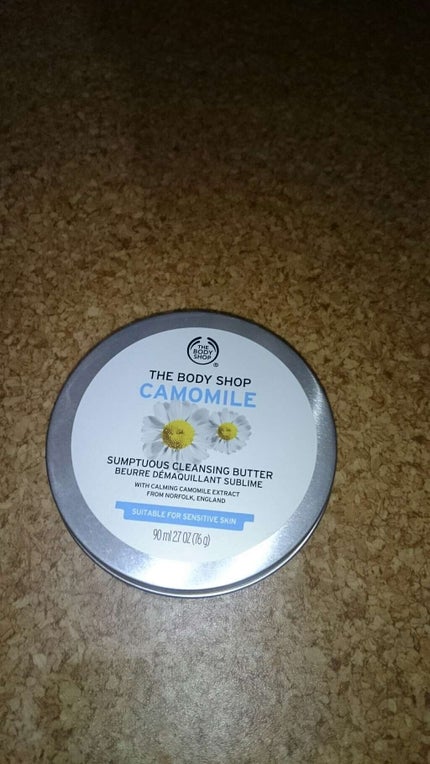 THE
BODY
SHOP
®
THE BODY SHOP
CAMOMILE
SUMPTUOUS CLEANSING BUTTER
BEURRE DÉMAQUILLANT SUBLIME
WITH CALMING CAMOMILE EXTRACT
FROM NORFOLK, ENGLAND
SUITABLE FOR SENSITIVE SKIN
90 ml 2.7 OZ (76 g)